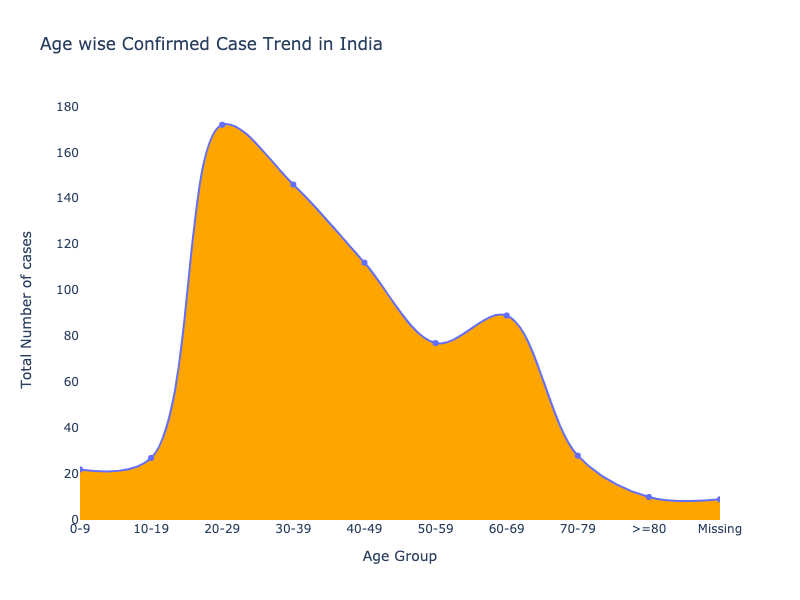 Age wise Confirmed Case Trend in India
180
160
140
120
100
80
60
40
20
0
Total Number of cases
0-9 10-19 20-29 30-39 40-49 50-59 60-69 70-79 >=80 Missing
Age Group